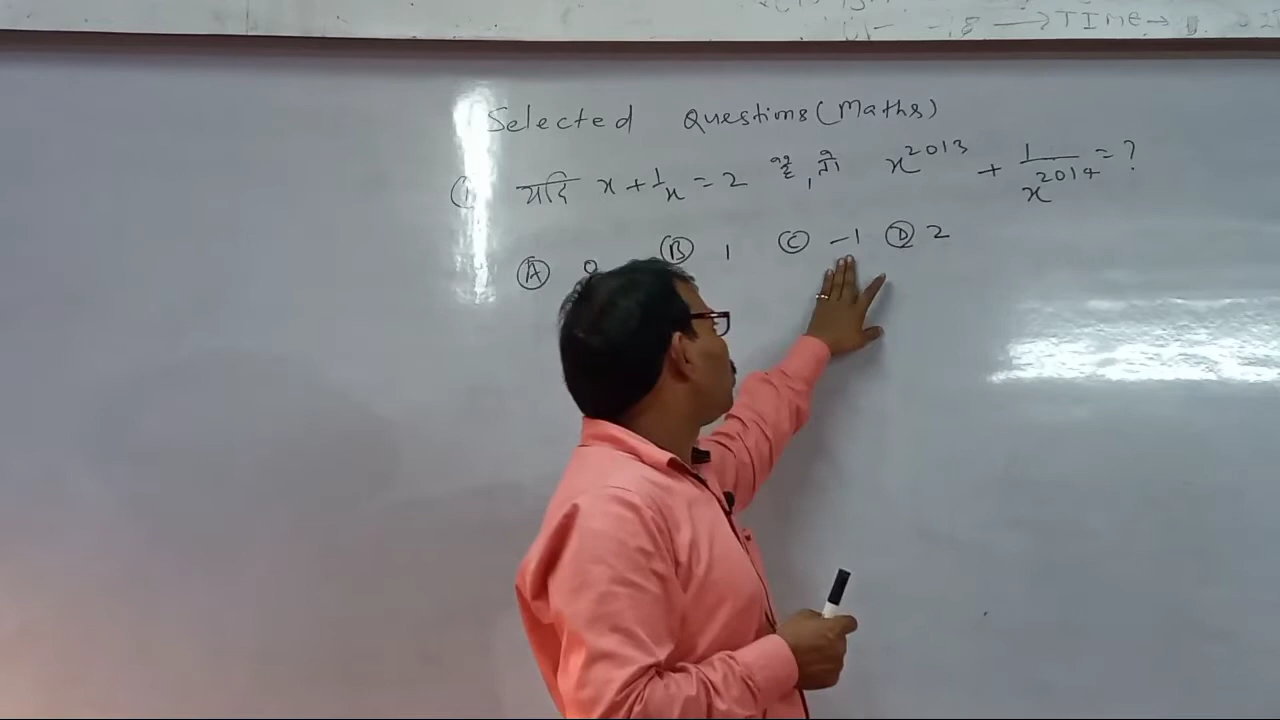 → TIME →
Selected Questions (Maths)
① यदि x + 1/x = 2 है, तो x^2013 + 1/x^2014 = ?
Ⓐ 0 Ⓑ 1 Ⓒ -1 Ⓓ 2